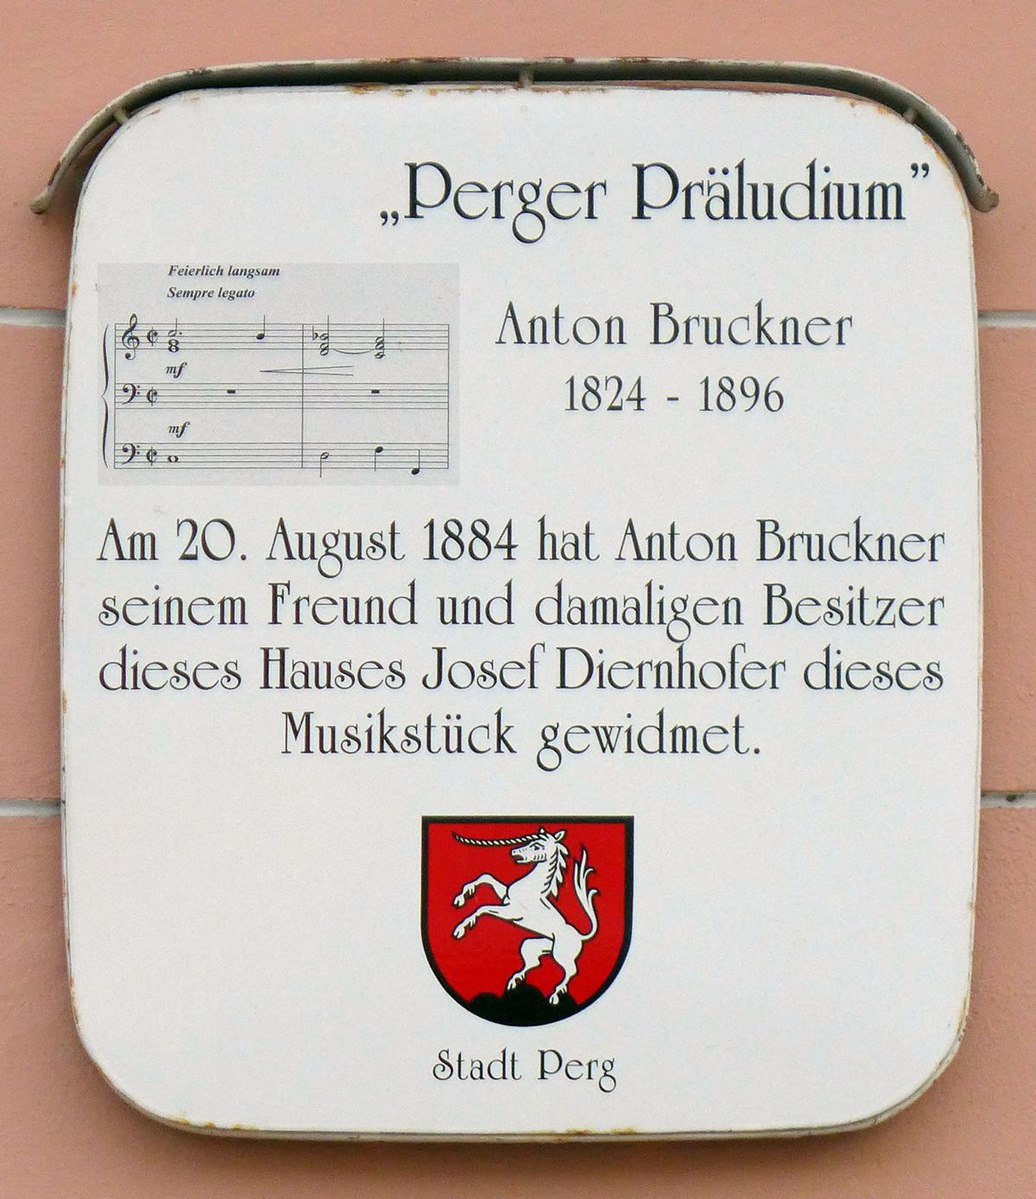 „Perger Präludium”
Feierlich langsam
Sempre legato
mf
mf
Anton Bruckner
1824 - 1896
Am 20. August 1884 hat Anton Bruckner
seinem Freund und damaligen Besitzer
dieses Hauses Josef Diernhofer dieses
Musikstück gewidmet.
Stadt Perg